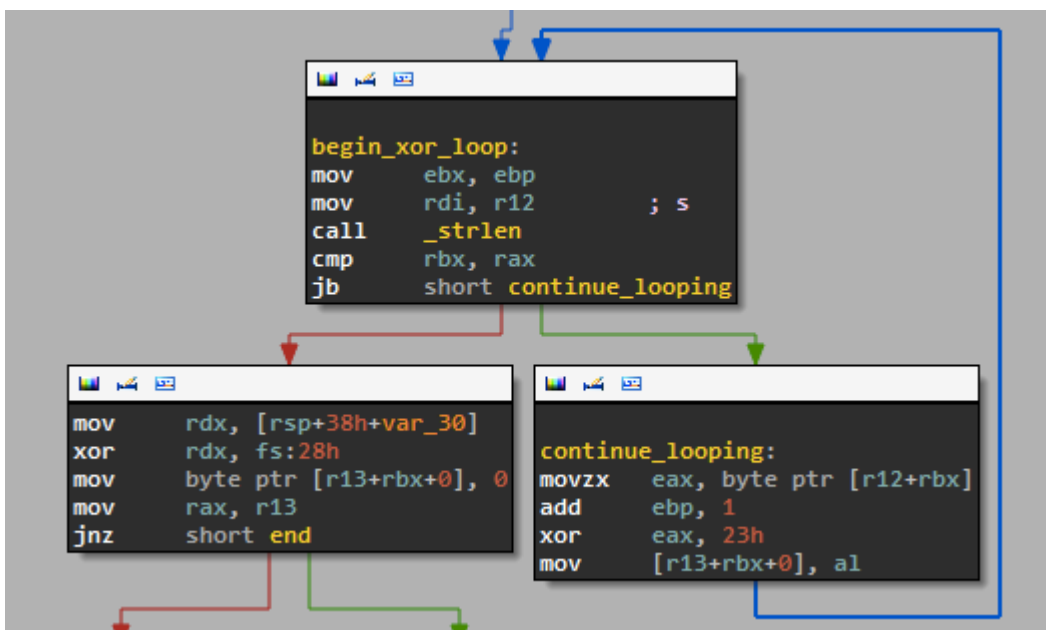 begin_xor_loop:
mov ebx, ebp
mov rdi, r12 ; s
call _strlen
cmp rbx, rax
jb short continue_looping
mov rdx, [rsp+38h+var_30]
xor rdx, fs:28h
mov byte ptr [r13+rbx+0], 0
mov rax, r13
jnz short end
continue_looping:
movzx eax, byte ptr [r12+rbx]
add ebp, 1
xor eax, 23h
mov [r13+rbx+0], al